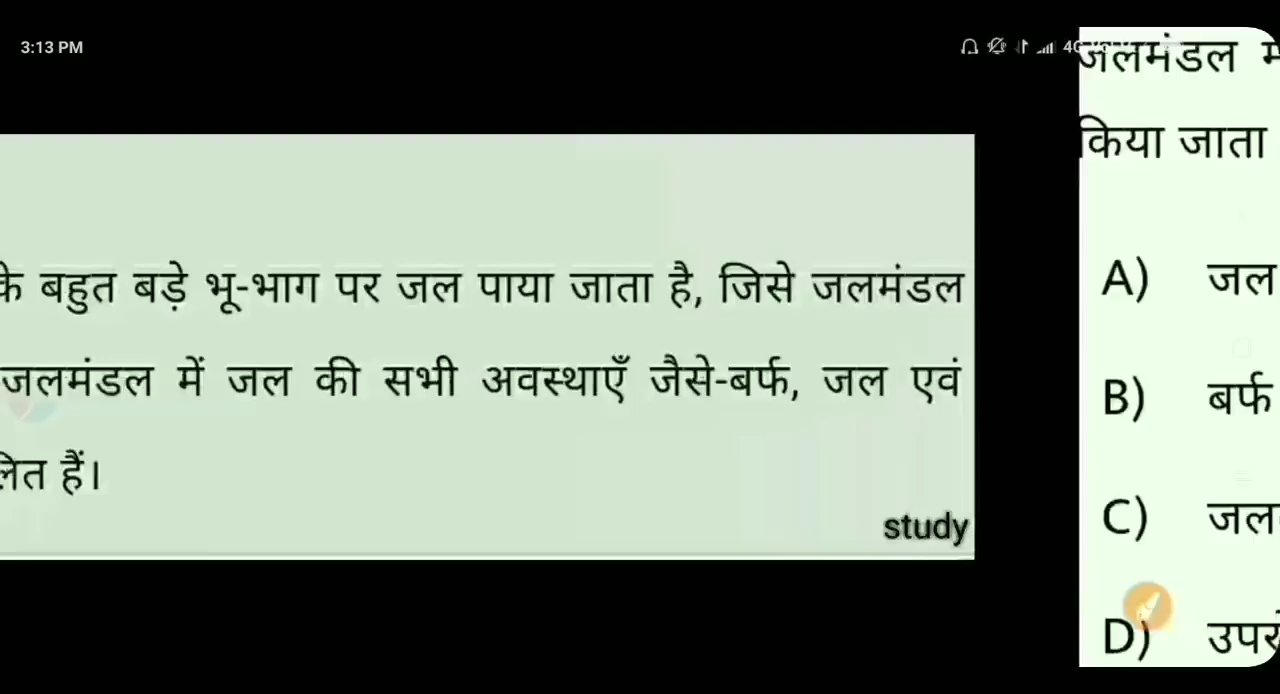 3:13 PM
के बहुत बड़े भू-भाग पर जल पाया जाता है, जिसे जलमंडल
जलमंडल में जल की सभी अवस्थाएँ जैसे-बर्फ, जल एवं
हैं।
study
जलमंडल
किया जाता
A) जल
B) बर्फ
C)
D)